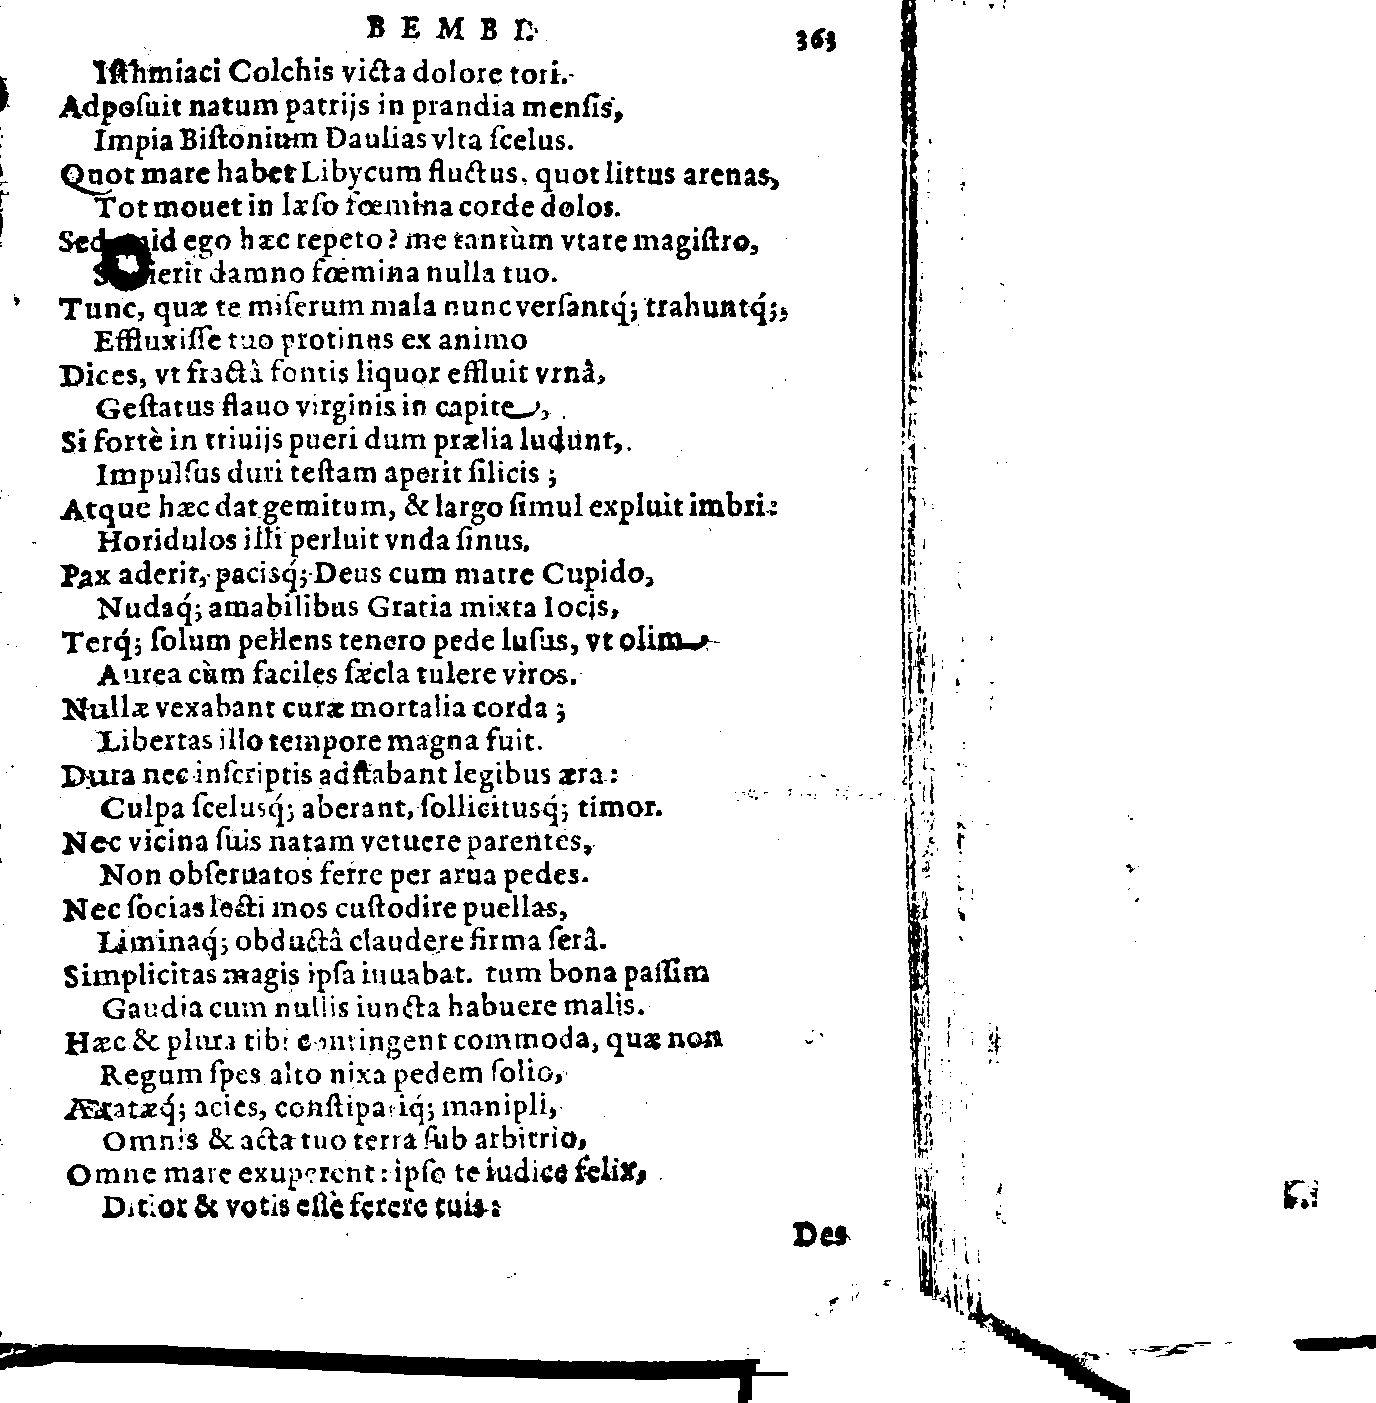 BEMBI.
363
Iſthmiaci Colchis victa dolore tori.
Adpoſuit natum patrijs in prandia menſis,
Impia Biſtonium Daulias vlta ſcelus.
Quot mare habet Libycum fluctus, quot littus arenas,
Tot mouet in læſo fœmina corde dolos.
Sed quid ego hæc repeto? me tantùm vtare magiſtro,
damno fœmina nulla tuo.
Tunc, quæ te miſerum mala nunc verſantq́; trahuntq́;,
Effluxiſſe tuo protinus ex animo
Dices, vt fractâ fontis liquor effluit vrnâ,
Geſtatus flauo virginis in capite,
Si fortè in triuijs pueri dum prælia ludunt,
Impulſus duri teſtam aperit ſilicis;
Atque hæc dat gemitum, & largo ſimul expluit imbri:
Horidulos illi perluit vnda ſinus.
Pax aderit, pacisq́; Deus cum matre Cupido,
Nudaq́; amabilibus Gratia mixta Iocis,
Terq́; ſolum pellens tenero pede luſus, vt olim
Aurea cùm faciles ſæcla tulere viros.
Nullæ vexabant curæ mortalia corda;
Libertas illo tempore magna fuit.
Dura nec inſcriptis adſtabant legibus æra:
Culpa ſcelusq́; aberant, ſollicitusq́; timor.
Nec vicina ſuis natam vetuere parentes,
Non obſeruatos ferre per arua pedes.
Nec ſocias lecti mos cuſtodire puellas,
Liminaq́; obductâ claudere firma ſerâ.
Simplicitas magis ipſa iuuabat. tum bona paſſim
Gaudia cum nullis iuncta habuere malis.
Hæc & plura tibi contingent commoda, quæ non
Regum ſpes alto nixa pedem ſolio,
Æratæq́; acies, conſtipatiq́; manipli,
Omnis & acta tuo terra ſub arbitrio,
Omne mare exuperent: ipſo te iudice felix,
Ditior & votis eſſe ferere tuis:
Des